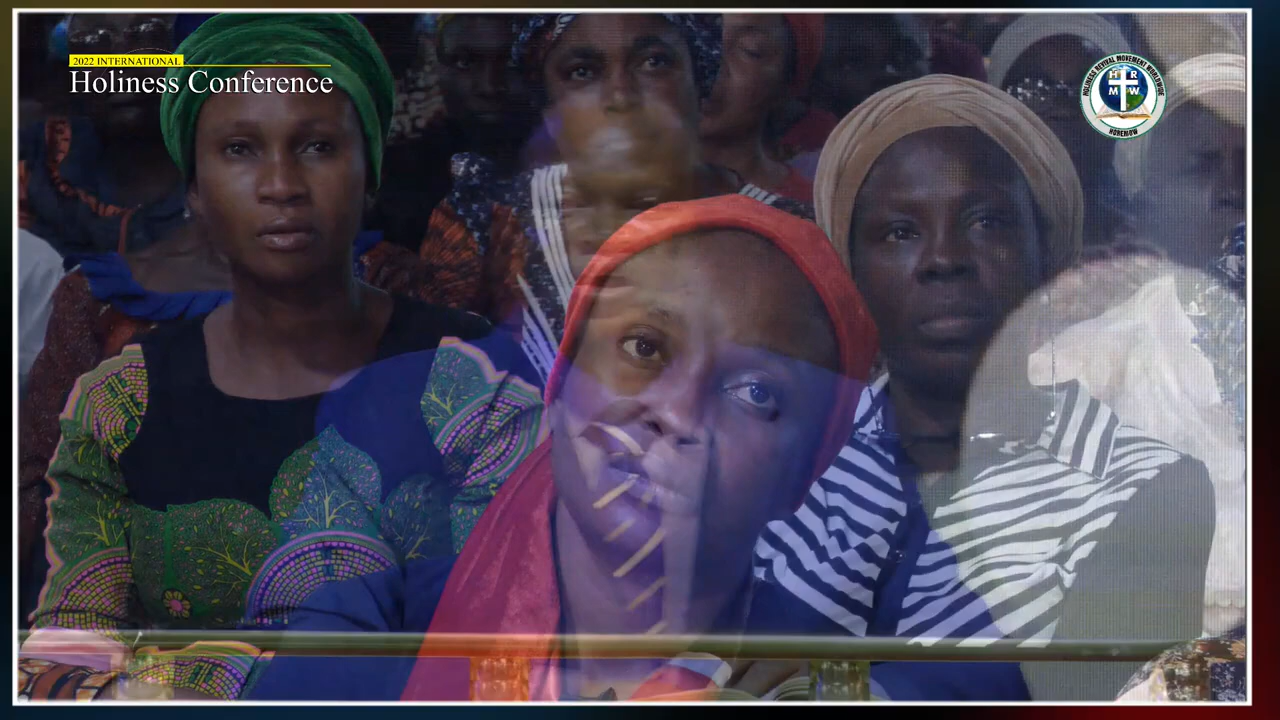 2022 INTERNATIONAL
Holiness Conference
HOLINESS REVIVAL MOVEMENT WORLDWIDE
H R
M W
HOREMOW